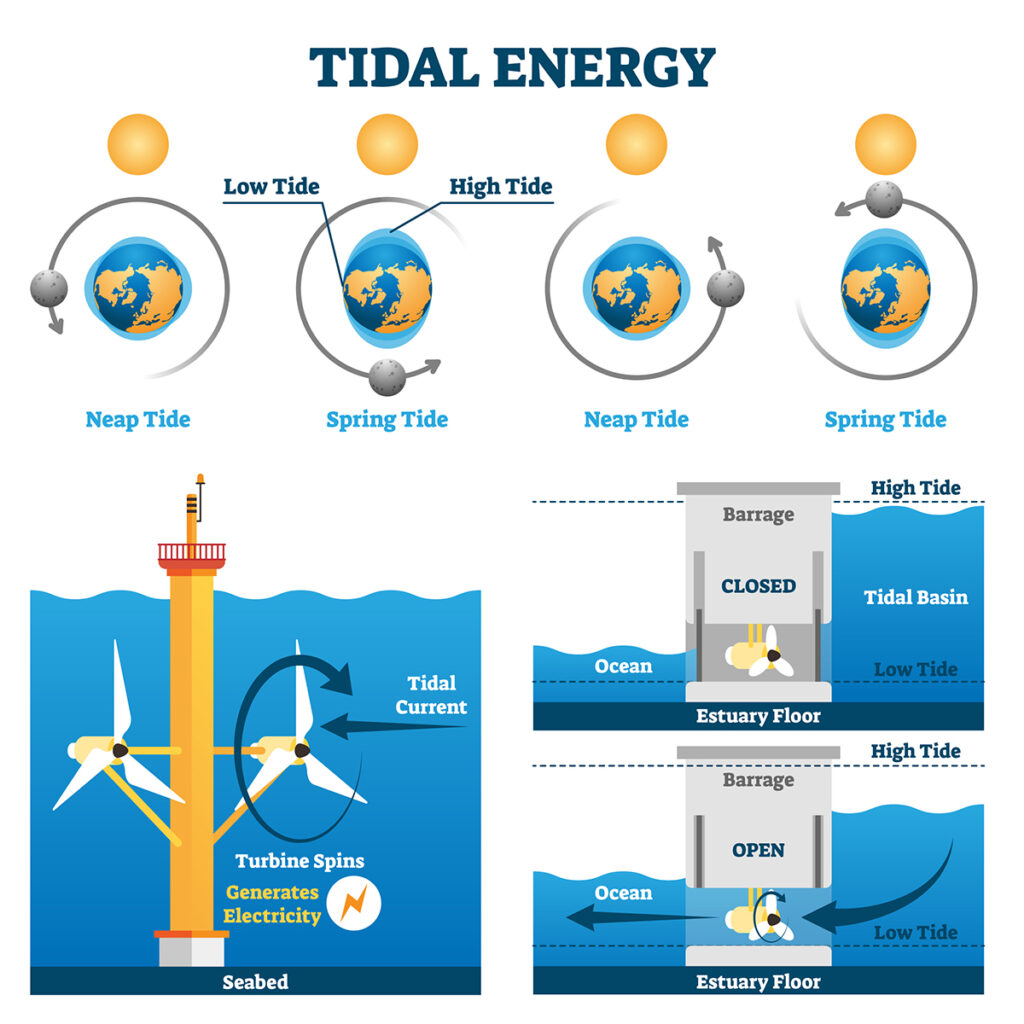 TIDAL ENERGY
Low Tide
High Tide
Neap Tide
Spring Tide
Neap Tide
Spring Tide
Tidal
Current
Turbine Spins
Generates
Electricity
Seabed
High Tide
Barrage
CLOSED
Tidal Basin
Ocean
Low Tide
Estuary Floor
High Tide
Barrage
OPEN
Ocean
Low Tide
Estuary Floor